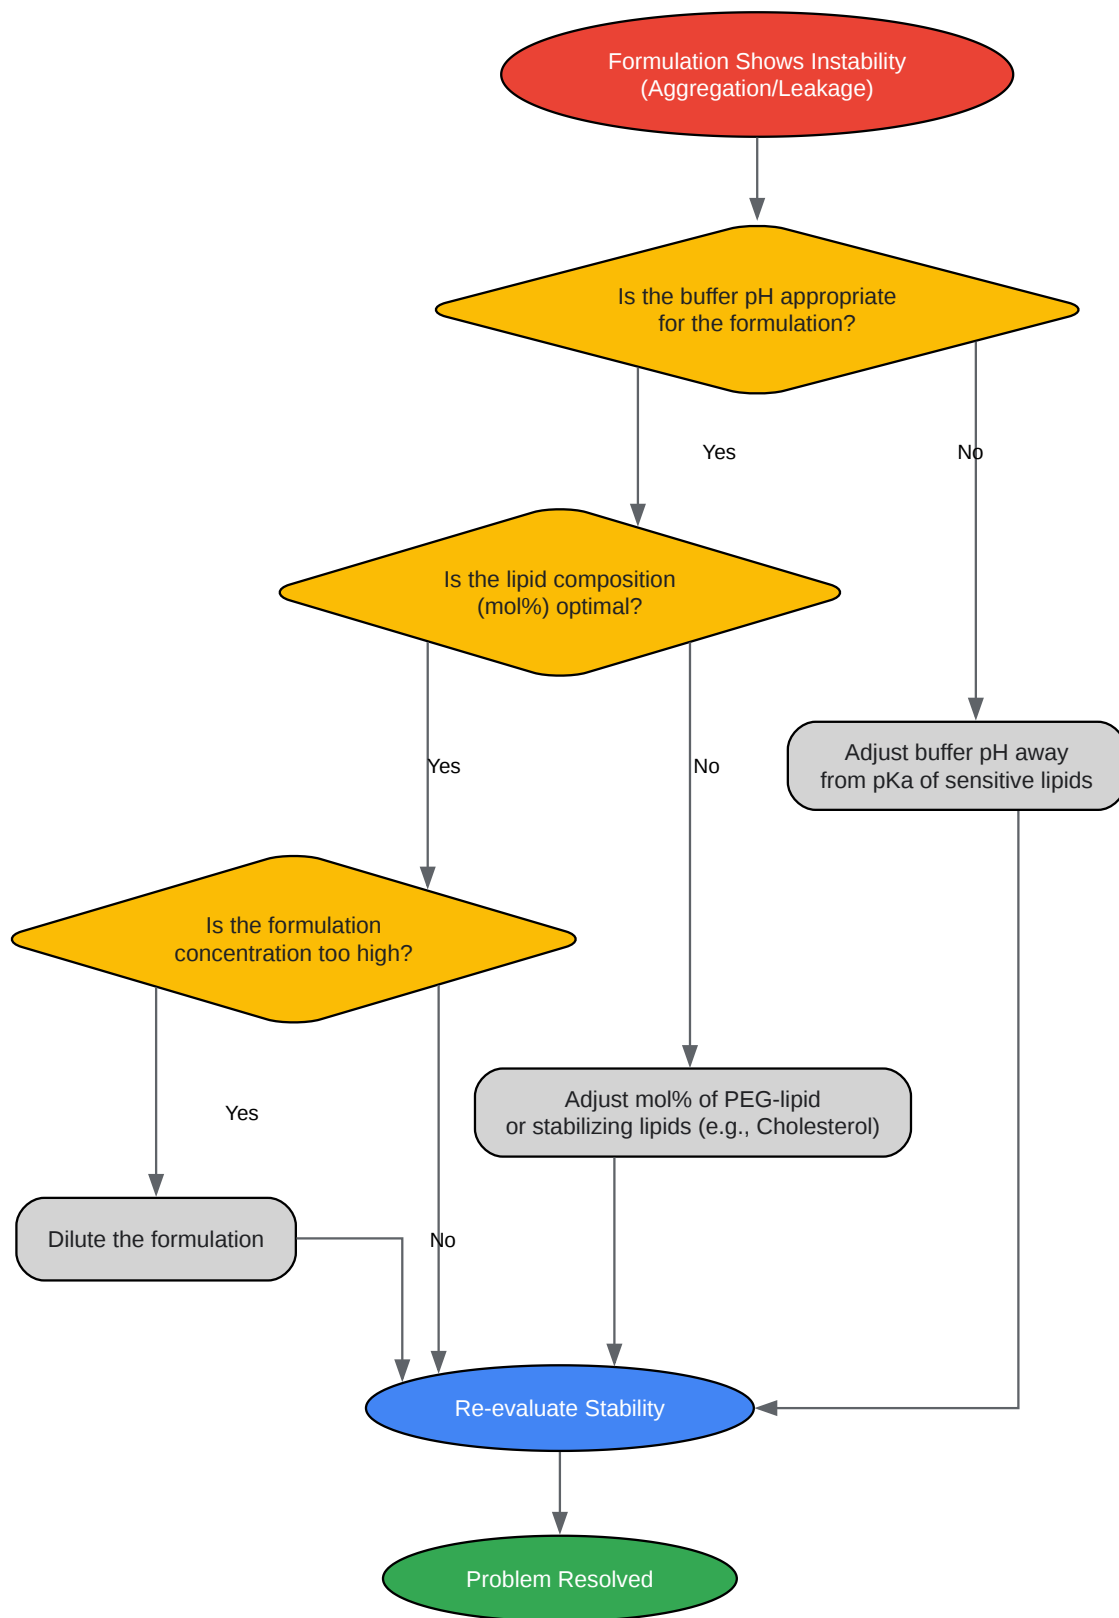 Formulation Shows Instability
(Aggregation/Leakage)
Is the buffer pH appropriate
for the formulation?
Yes
No
Is the lipid composition
(mol%) optimal?
Yes
No
Adjust buffer pH away
from pKa of sensitive lipids
Is the formulation
concentration too high?
Yes
Adjust mol% of PEG-lipid
or stabilizing lipids (e.g., Cholesterol)
Dilute the formulation
No
Re-evaluate Stability
Problem Resolved